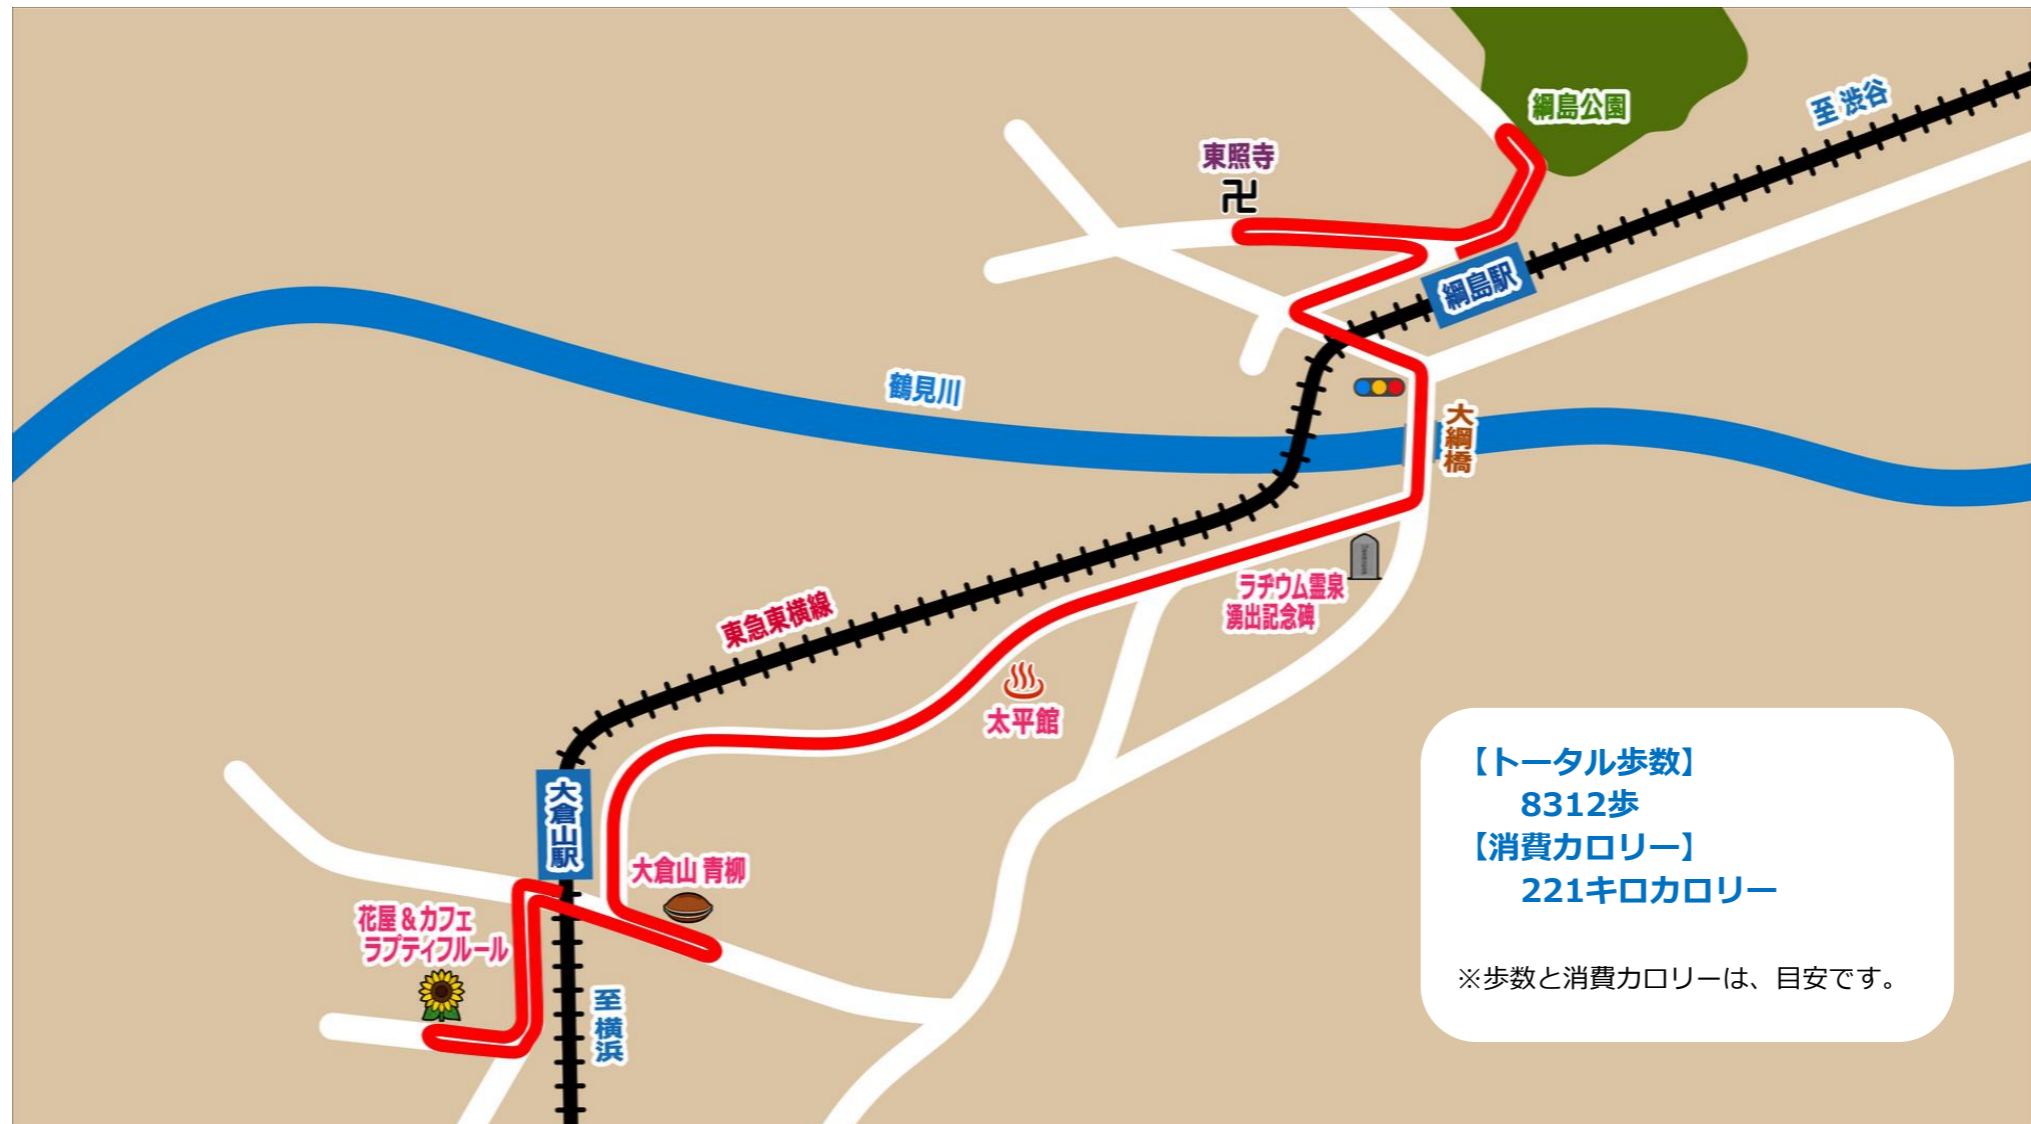 綱島公園
至 渋谷
東照寺
卍
綱島駅
鶴見川
大綱橋
ラヂウム霊泉
湧出記念碑
東急東横線
太平館
大倉山駅
大倉山 青柳
花屋&カフェ
ラプティフルール
至横浜
【トータル歩数】
8312歩
【消費カロリー】
221キロカロリー
※歩数と消費カロリーは、目安です。